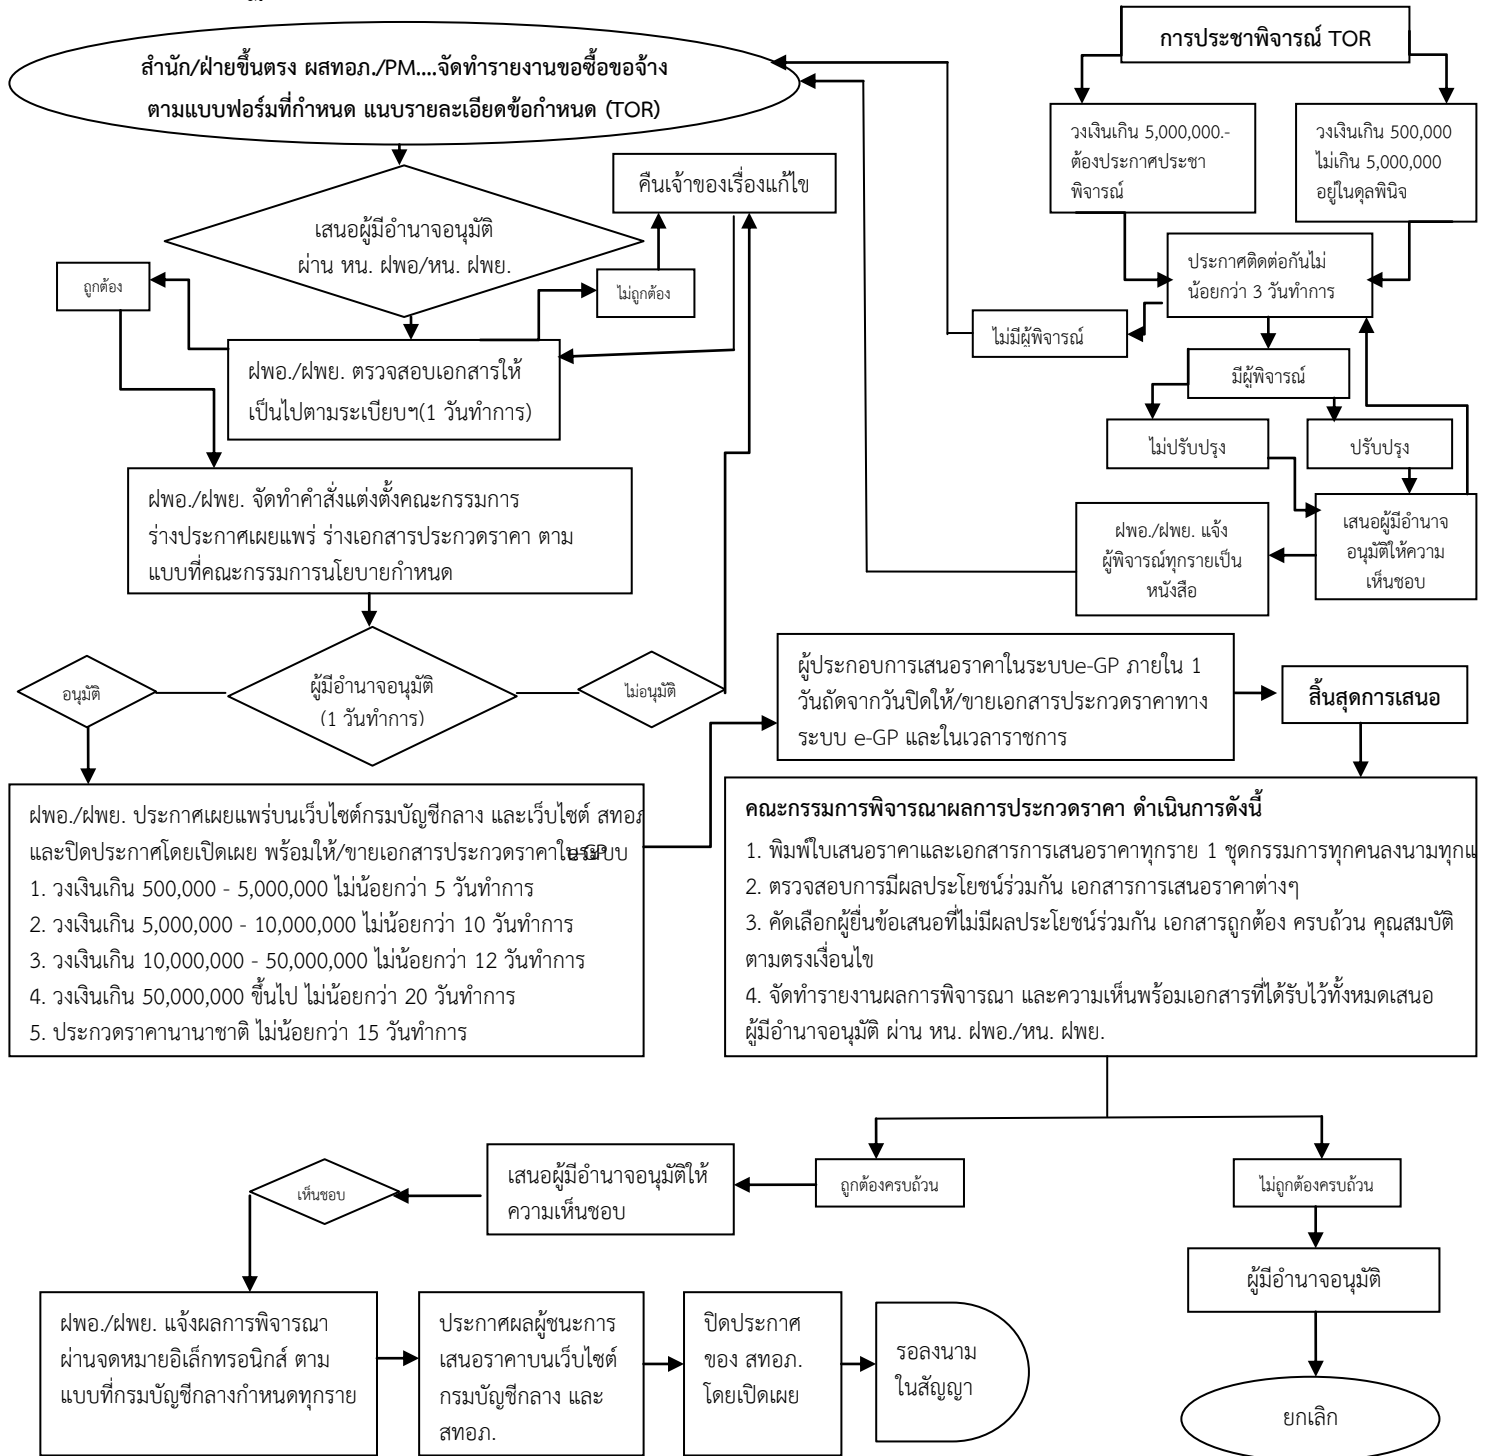 สำนัก/ฝ่ายขึ้นตรง ผสทอภ./PM....จัดทำรายงานขอซื้อขอจ้าง
ตามแบบฟอร์มที่กำหนด แนบรายละเอียดข้อกำหนด (TOR)
การประชาพิจารณ์ TOR
วงเงินเกิน 5,000,000.-
ต้องประกาศประชา
พิจารณ์
วงเงินเกิน 500,000
ไม่เกิน 5,000,000
อยู่ในดุลพินิจ
คืนเจ้าของเรื่องแก้ไข
เสนอผู้มีอำนาจอนุมัติ
ผ่าน หน. ฝพอ/หน. ฝพย.
ถูกต้อง
ไม่ถูกต้อง
ประกาศติดต่อกันไม่
น้อยกว่า 3 วันทำการ
ไม่มีผู้พิจารณ์
มีผู้พิจารณ์
ฝพอ./ฝพย. ตรวจสอบเอกสารให้
เป็นไปตามระเบียบฯ(1 วันทำการ)
ไม่ปรับปรุง
ปรับปรุง
ฝพอ./ฝพย. จัดทำคำสั่งแต่งตั้งคณะกรรมการ
ร่างประกาศเผยแพร่ ร่างเอกสารประกวดราคา ตาม
แบบที่คณะกรรมการนโยบายกำหนด
ฝพอ./ฝพย. แจ้ง
ผู้พิจารณ์ทุกรายเป็น
หนังสือ
เสนอผู้มีอำนาจ
อนุมัติให้ความ
เห็นชอบ
อนุมัติ
ผู้มีอำนาจอนุมัติ
(1 วันทำการ)
ไม่อนุมัติ
ผู้ประกอบการเสนอราคาในระบบe-GP ภายใน 1
วันถัดจากวันปิดให้/ขายเอกสารประกวดราคาทาง
ระบบ e-GP และในเวลาราชการ
สิ้นสุดการเสนอ
ฝพอ./ฝพย. ประกาศเผยแพร่บนเว็บไซต์กรมบัญชีกลาง และเว็บไซต์ สทอภ
และปิดประกาศโดยเปิดเผย พร้อมให้/ขายเอกสารประกวดราคาในระบบ e-GP
1. วงเงินเกิน 500,000 - 5,000,000 ไม่น้อยกว่า 5 วันทำการ
2. วงเงินเกิน 5,000,000 - 10,000,000 ไม่น้อยกว่า 10 วันทำการ
3. วงเงินเกิน 10,000,000 - 50,000,000 ไม่น้อยกว่า 12 วันทำการ
4. วงเงินเกิน 50,000,000 ขึ้นไป ไม่น้อยกว่า 20 วันทำการ
5. ประกวดราคานานาชาติ ไม่น้อยกว่า 15 วันทำการ
คณะกรรมการพิจารณาผลการประกวดราคา ดำเนินการดังนี้
1. พิมพ์ใบเสนอราคาและเอกสารการเสนอราคาทุกราย 1 ชุดกรรมการทุกคนลงนามทุกแ
2. ตรวจสอบการมีผลประโยชน์ร่วมกัน เอกสารการเสนอราคาต่างๆ
3. คัดเลือกผู้ยื่นข้อเสนอที่ไม่มีผลประโยชน์ร่วมกัน เอกสารถูกต้อง ครบถ้วน คุณสมบัติ
ตามตรงเงื่อนไข
4. จัดทำรายงานผลการพิจารณา และความเห็นพร้อมเอกสารที่ได้รับไว้ทั้งหมดเสนอ
ผู้มีอำนาจอนุมัติ ผ่าน หน. ฝพอ./หน. ฝพย.
เห็นชอบ
เสนอผู้มีอำนาจอนุมัติให้
ความเห็นชอบ
ถูกต้องครบถ้วน
ไม่ถูกต้องครบถ้วน
ผู้มีอำนาจอนุมัติ
ฝพอ./ฝพย. แจ้งผลการพิจารณา
ผ่านจดหมายอิเล็กทรอนิกส์ ตาม
แบบที่กรมบัญชีกลางกำหนดทุกราย
ประกาศผลผู้ชนะการ
เสนอราคาบนเว็บไซต์
กรมบัญชีกลาง และ
สทอภ.
ปิดประกาศ
ของ สทอภ.
โดยเปิดเผย
รอลงนาม
ในสัญญา
ยกเลิก